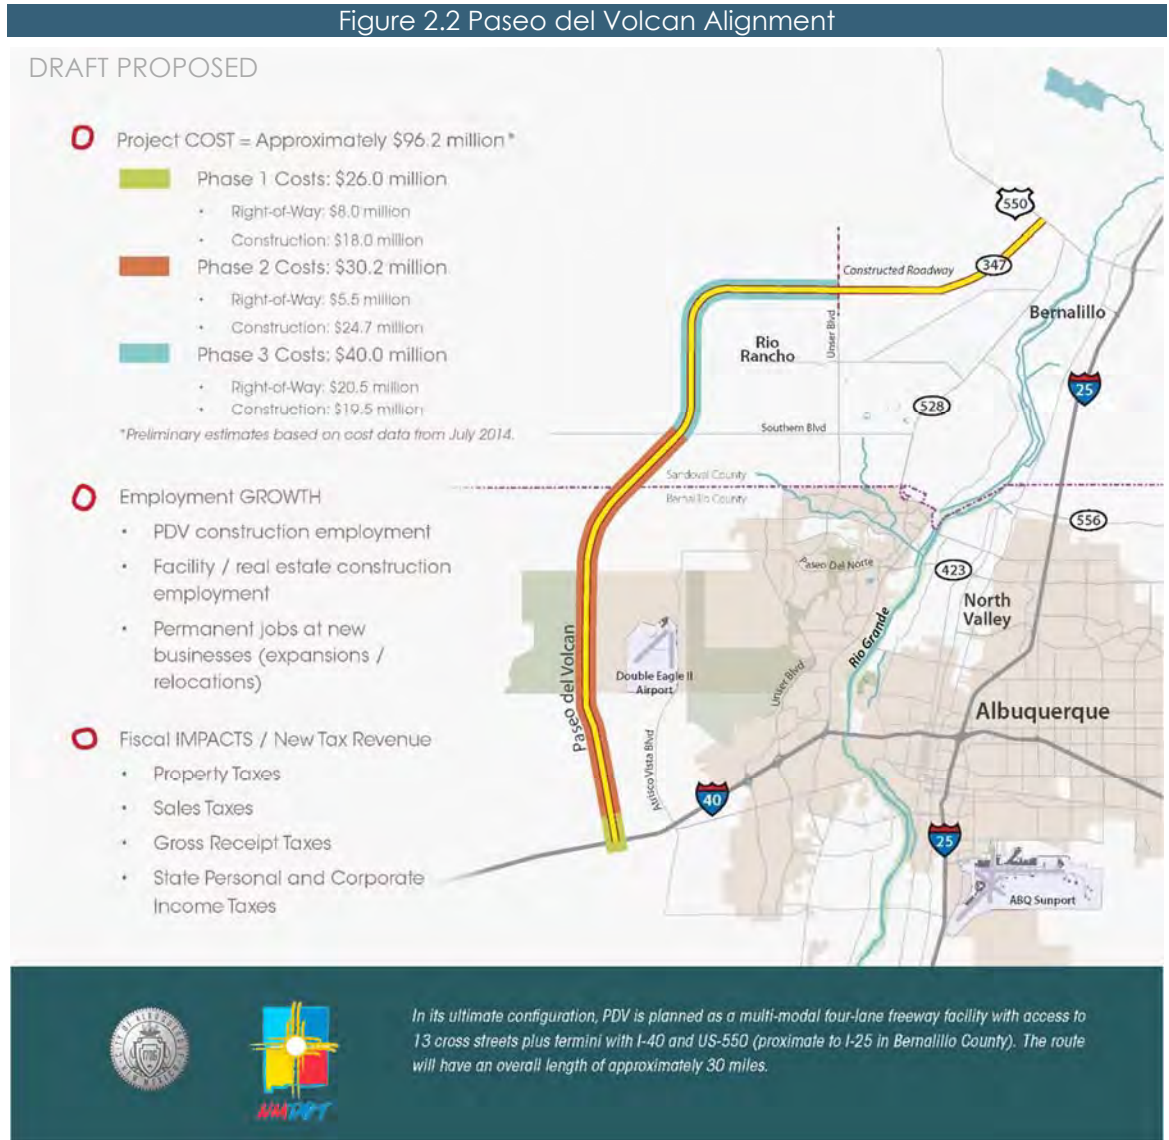 Figure 2.2 Paseo del Volcan Alignment
DRAFT PROPOSED
Project COST = Approximately $96.2 million*
Phase 1 Costs: $26.0 million
• Right-of-Way: $8.0 million
• Construction: $18.0 million
Phase 2 Costs: $30.2 million
• Right-of-Way: $5.5 million
• Construction: $24.7 million
Phase 3 Costs: $40.0 million
• Right-of-Way: $20.5 million
• Construction: $19.5 million
*Preliminary estimates based on cost data from July 2014.
Employment GROWTH
• PDV construction employment
• Facility / real estate construction
employment
• Permanent jobs at new
businesses (expansions /
relocations)
Fiscal IMPACTS / New Tax Revenue
• Property Taxes
• Sales Taxes
• Gross Receipt Taxes
• State Personal and Corporate
Income Taxes
550
347
Constructed Roadway
Bernalillo
Unser Blvd
Rio
Rancho
25
528
Southern Blvd
Sandoval County
Bernalillo County
556
Paseo Del Norte
423
North
Valley
Rio Grande
Paseo del Volcan
Double Eagle II
Airport
Unser Blvd
Albuquerque
Atrisco Vista Blvd
40
25
ABQ Sunport
CITY OF ALBUQUERQUE
1706
NEW MEXICO
NMDOT
In its ultimate configuration, PDV is planned as a multi-modal four-lane freeway facility with access to
13 cross streets plus termini with I-40 and US-550 (proximate to I-25 in Bernalillo County). The route
will have an overall length of approximately 30 miles.